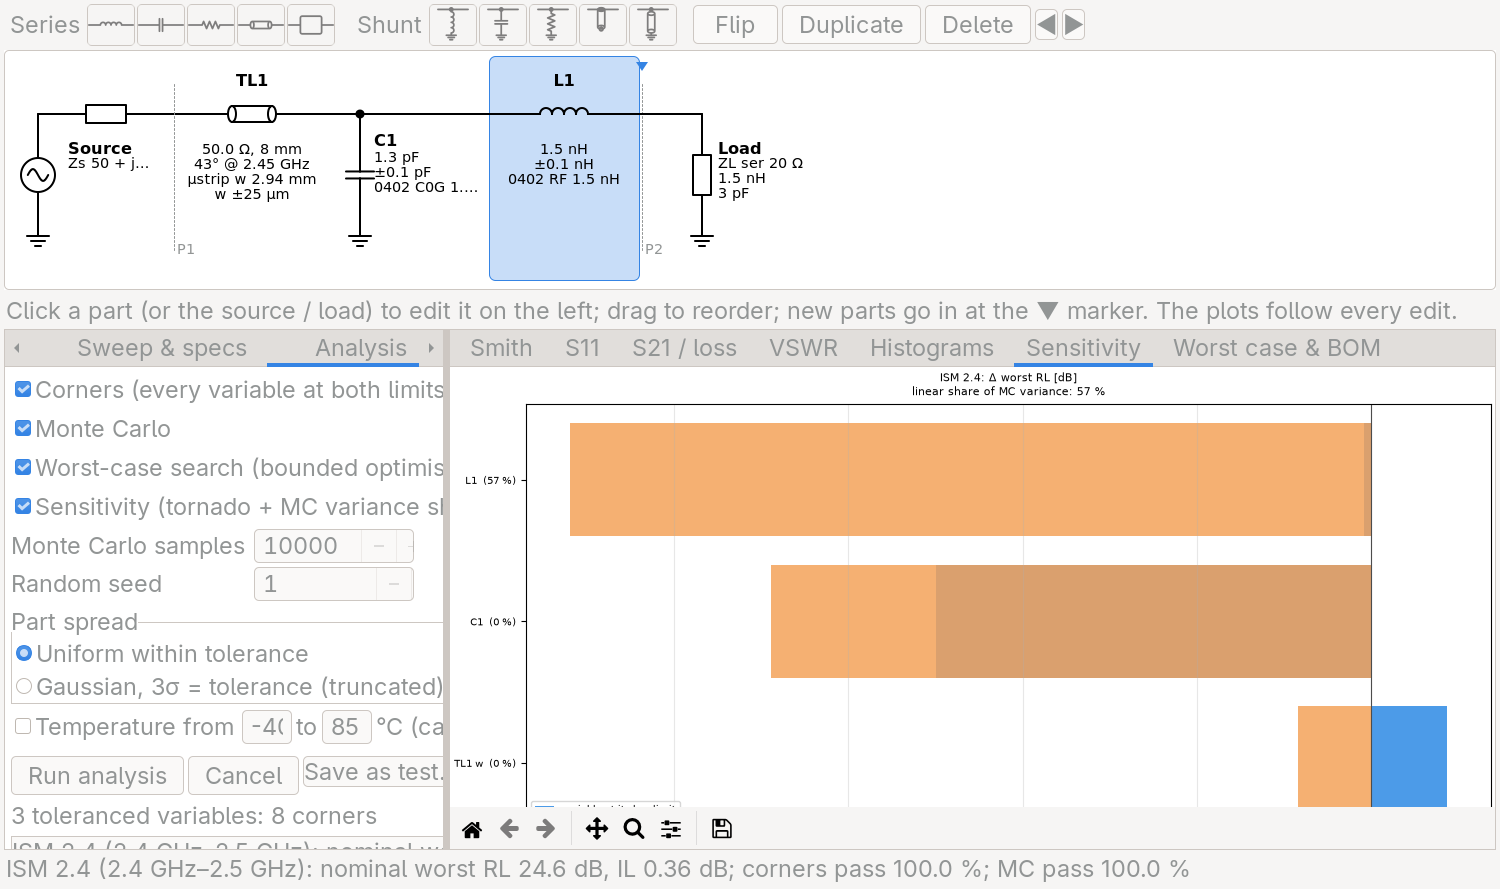 Series
Shunt
Flip
Duplicate
Delete
TL1
L1
Source
Zs 50 + j...
50.0 Ω, 8 mm
43° @ 2.45 GHz
µstrip w 2.94 mm
w ±25 µm
C1
1.3 pF
±0.1 pF
0402 C0G 1....
1.5 nH
±0.1 nH
0402 RF 1.5 nH
Load
ZL ser 20 Ω
1.5 nH
3 pF
P1
P2
Click a part (or the source / load) to edit it on the left; drag to reorder; new parts go in at the ▼ marker. The plots follow every edit.
Sweep & specs
Analysis
Smith
S11
S21 / loss
VSWR
Histograms
Sensitivity
Worst case & BOM
Corners (every variable at both limits
Monte Carlo
Worst-case search (bounded optimis
Sensitivity (tornado + MC variance s
Monte Carlo samples 10000
Random seed 1
Part spread
Uniform within tolerance
Gaussian, 3σ = tolerance (truncated)
Temperature from -40 to 85 °C (ca
Run analysis
Cancel
Save as test.
3 toleranced variables: 8 corners
ISM 2.4: Δ worst RL [dB]
linear share of MC variance: 57 %
L1 (57 %)
C1 (0 %)
TL1 w (0 %)
ISM 2.4 (2.4 GHz–2.5 GHz): nominal worst RL 24.6 dB, IL 0.36 dB; corners pass 100.0 %; MC pass 100.0 %